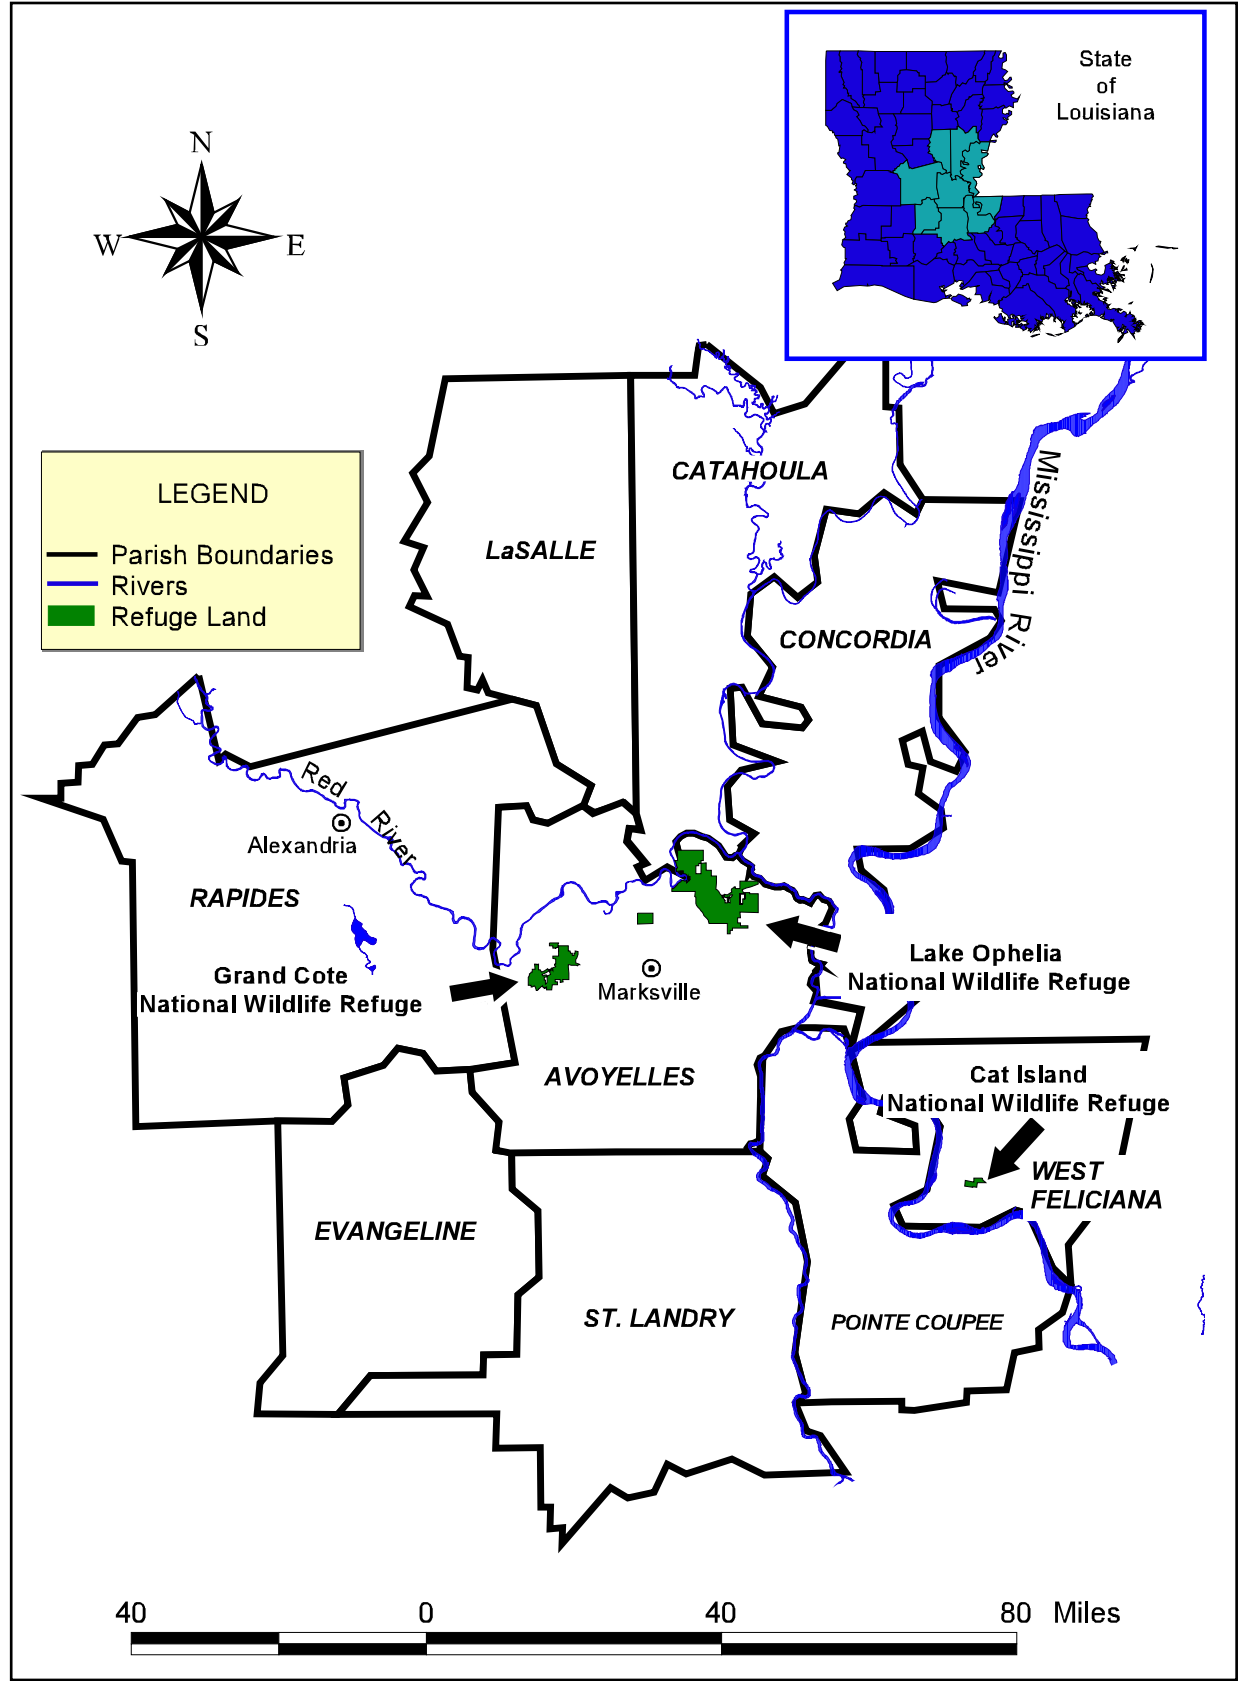 State
of
Louisiana
N
W
E
S
LEGEND
Parish Boundaries
Rivers
Refuge Land
CATAHOULA
LaSALLE
CONCORDIA
Mississippi River
Red River
Alexandria
RAPIDES
Grand Cote
National Wildlife Refuge
Marksville
Lake Ophelia
National Wildlife Refuge
AVOYELLES
Cat Island
National Wildlife Refuge
WEST
FELICIANA
EVANGELINE
ST. LANDRY
POINTE COUPEE
40 0 40 80 Miles